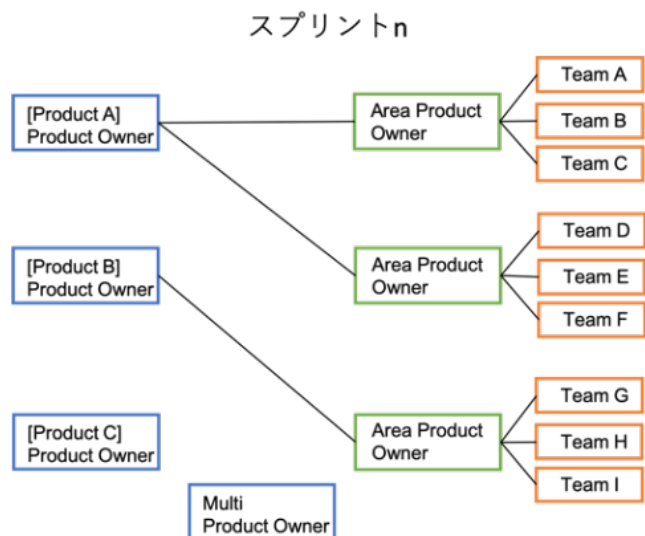 スプリントn
[Product A]
Product Owner
Area Product
Owner
Team A
Team B
Team C
[Product B]
Product Owner
Area Product
Owner
Team D
Team E
Team F
[Product C]
Product Owner
Area Product
Owner
Team G
Team H
Team I
Multi
Product Owner